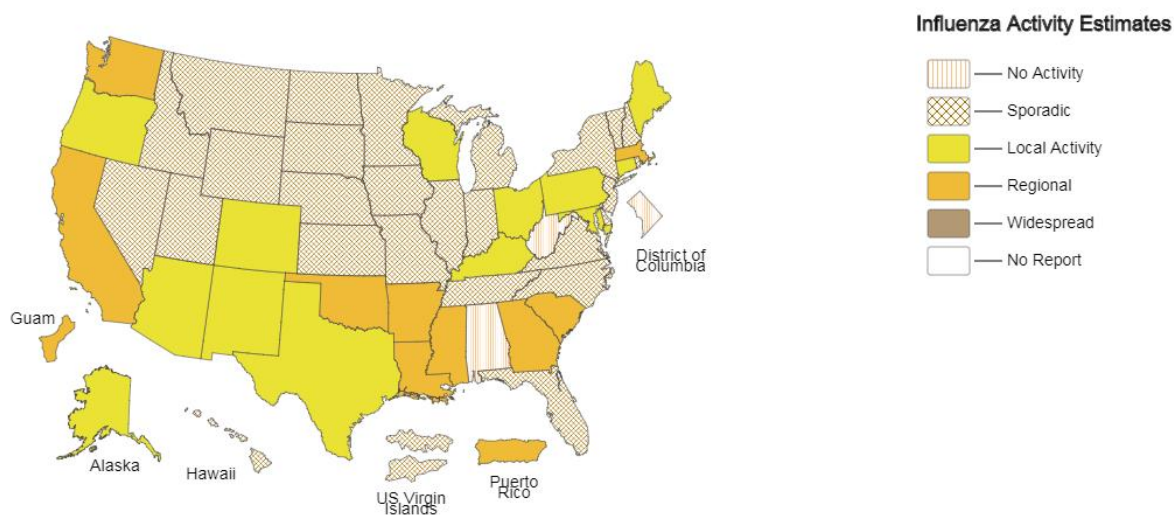 Influenza Activity Estimates
No Activity
Sporadic
Local Activity
Regional
Widespread
No Report
District of
Columbia
Guam
Alaska
Hawaii
US Virgin
Islands
Puerto
Rico